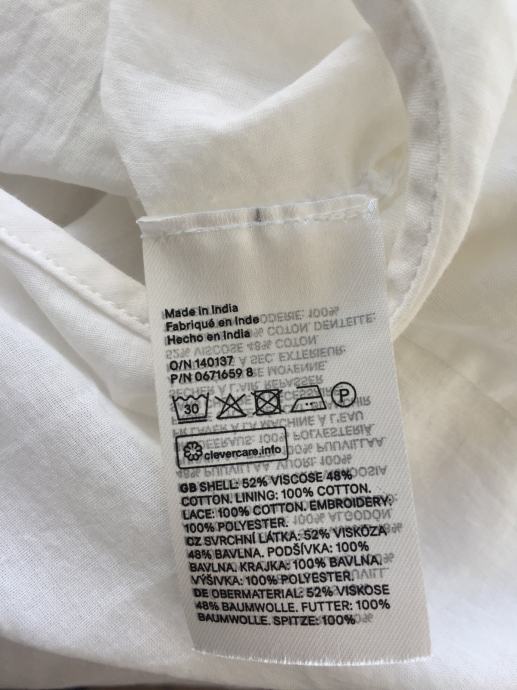 Made in India
Fabriqué en Inde
Hecho en India
O/N 140137
P/N 0671659 8
30
P
clevercare.info
GB SHELL: 52% VISCOSE 48%
COTTON. LINING: 100% COTTON.
LACE: 100% COTTON. EMBROIDERY:
100% POLYESTER.
CZ SVRCHNÍ LÁTKA: 52% VISKÓZA
48% BAVLNA. PODŠÍVKA: 100%
BAVLNA. KRAJKA: 100% BAVLNA.
VÝŠIVKA: 100% POLYESTER.
DE OBERMATERIAL: 52% VISKOSE
48% BAUMWOLLE. FUTTER: 100%
BAUMWOLLE. SPITZE: 100%